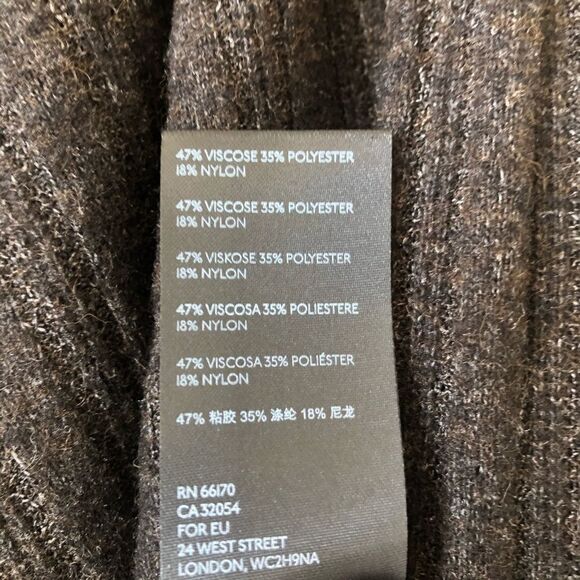 47% VISCOSE 35% POLYESTER
18% NYLON
47% VISCOSE 35% POLYESTER
18% NYLON
47% VISKOSE 35% POLYESTER
18% NYLON
47% VISCOSA 35% POLIESTERE
18% NYLON
47% VISCOSA 35% POLIÉSTER
18% NYLON
47% 粘胶 35% 涤纶 18% 尼龙
RN 66170
CA 32054
FOR EU
24 WEST STREET
LONDON, WC2H9NA